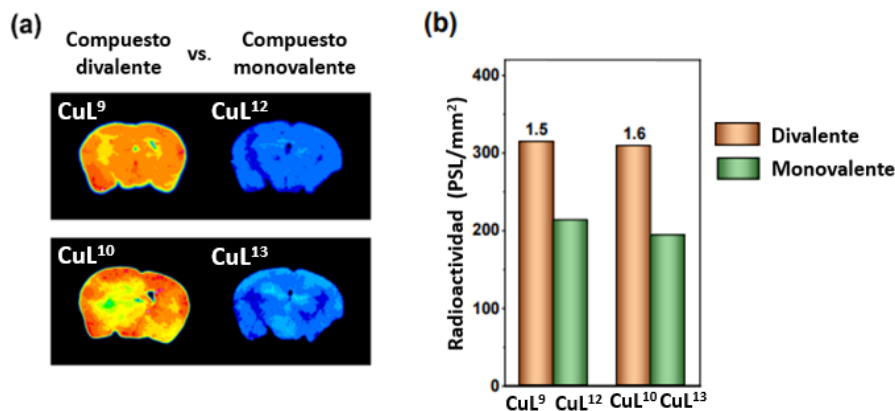 (a)
Compuesto
divalente
vs.
Compuesto
monovalente
CuL⁹
CuL¹²
CuL¹⁰
CuL¹³
(b)
Radioactividad (PSL/mm²)
400
300
200
100
0
1.5
1.6
CuL⁹
CuL¹²
CuL¹⁰
CuL¹³
Divalente
Monovalente